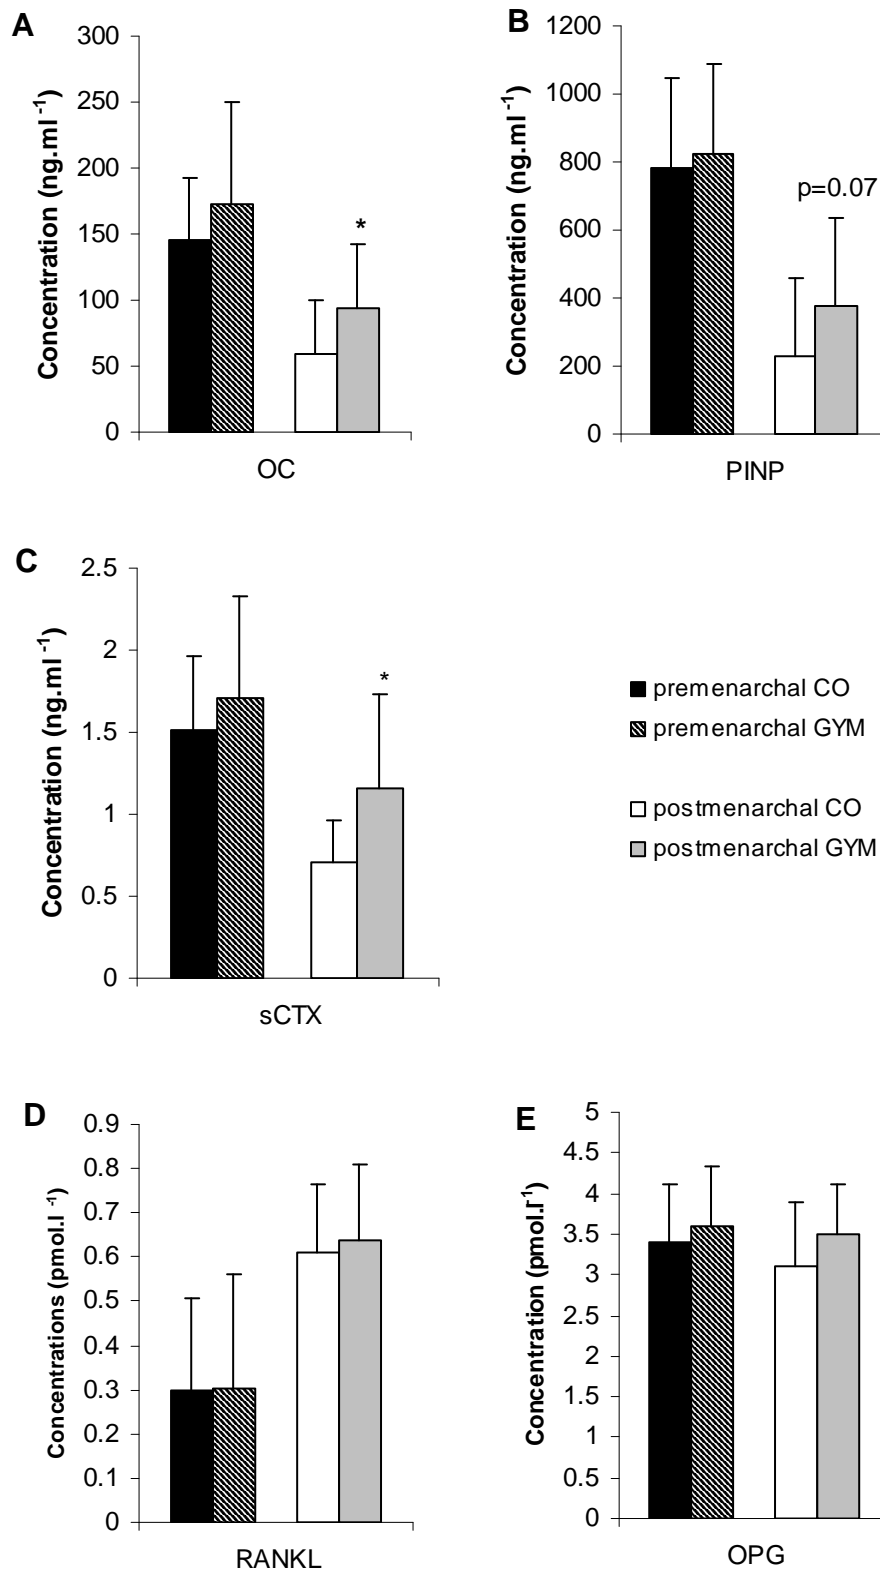 A
Concentration (ng.ml⁻¹)
300
250
200
150
100
50
0
*
OC
B
Concentration (ng.ml⁻¹)
1200
1000
800
600
400
200
0
p=0.07
PINP
C
Concentration (ng.ml⁻¹)
2.5
2
1.5
1
0.5
0
*
sCTX
premenarchal CO
premenarchal GYM
postmenarchal CO
postmenarchal GYM
D
Concentrations (pmol.l⁻¹)
0.9
0.8
0.7
0.6
0.5
0.4
0.3
0.2
0.1
0
RANKL
E
Concentration (pmol.l⁻¹)
5
4.5
4
3.5
3
2.5
2
1.5
1
0.5
0
OPG